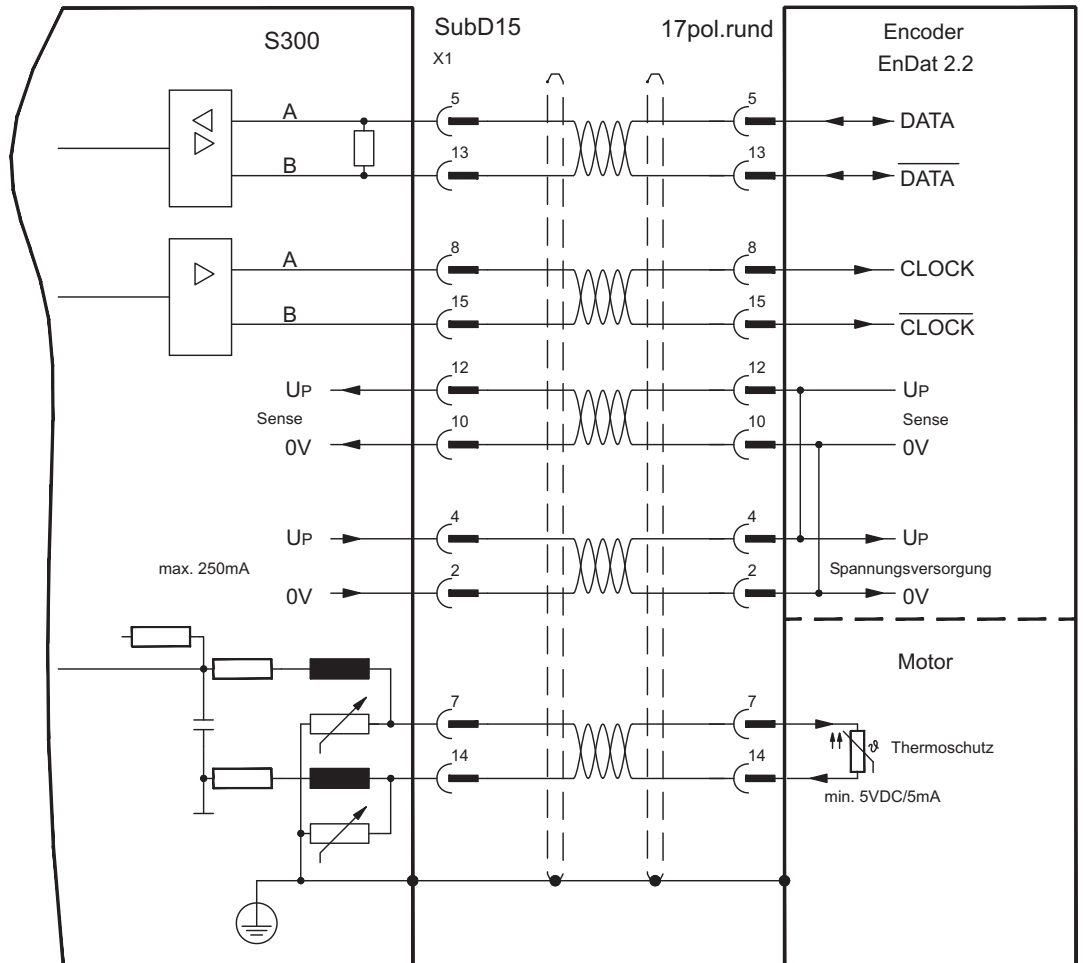 S300
SubD15
17pol.rund
Encoder
EnDat 2.2
X1
A
5
5
DATA
B
13
13
DATA
A
8
8
CLOCK
B
15
15
CLOCK
UP
12
12
UP
Sense
Sense
0V
10
10
0V
UP
4
4
UP
max. 250mA
Spannungsversorgung
0V
2
2
0V
Motor
7
7
ϑ Thermoschutz
14
14
min. 5VDC/5mA